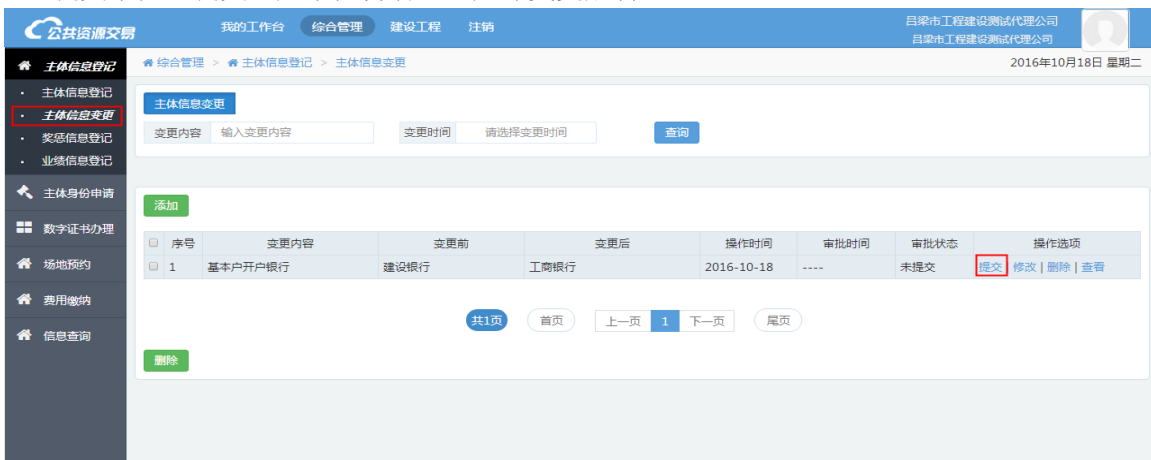 公共资源交易
我的工作台 综合管理 建设工程 注销
吕梁市工程建设测试代理公司
吕梁市工程建设测试代理公司
主体信息登记
综合管理 > 主体信息登记 > 主体信息变更
2016年10月18日 星期二
· 主体信息登记
· 主体信息变更
· 奖惩信息登记
· 业绩信息登记
主体身份申请
数字证书办理
场地预约
费用缴纳
信息查询
主体信息变更
变更内容 输入变更内容 变更时间 请选择变更时间 查询
添加
序号 变更内容 变更前 变更后 操作时间 审批时间 审批状态 操作选项
1 基本户开户银行 建设银行 工商银行 2016-10-18 ---- 未提交 提交 修改 | 删除 | 查看
共1页 首页 上一页 1 下一页 尾页
删除